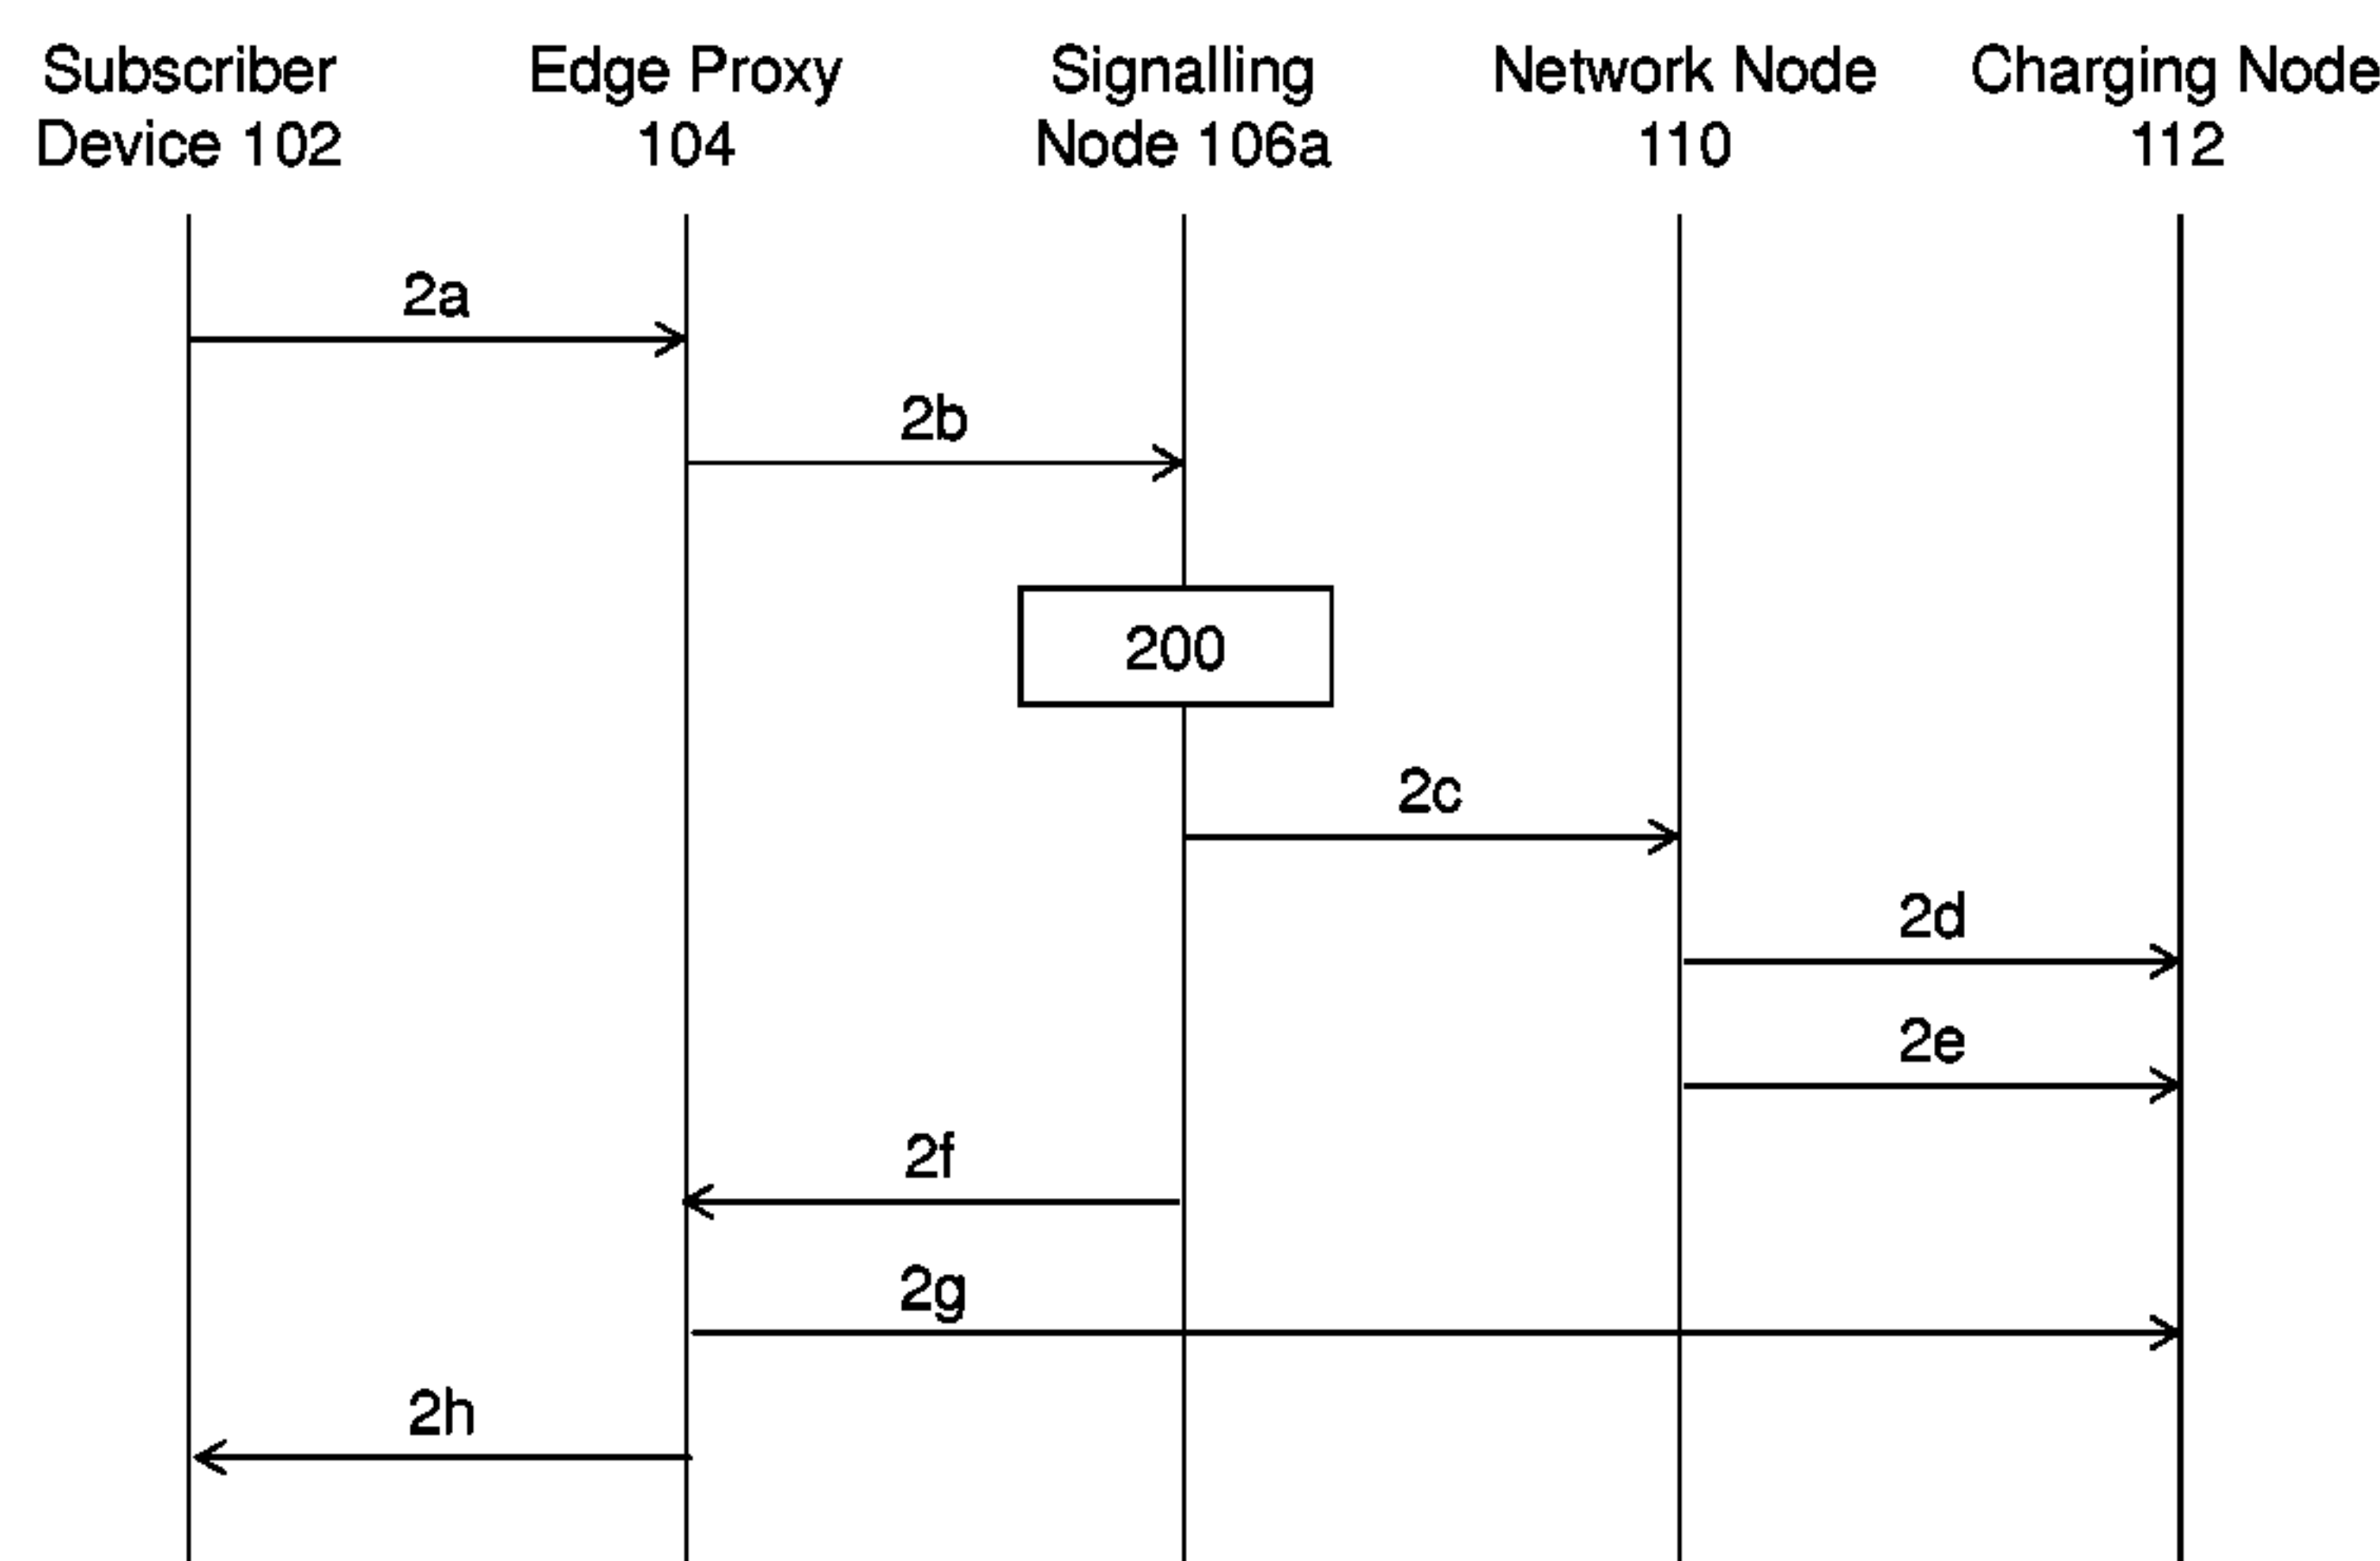 Subscriber
Device 102
Edge Proxy
104
Signalling
Node 106a
Network Node
110
Charging Node
112
2a
2b
200
2c
2d
2e
2f
2g
2h